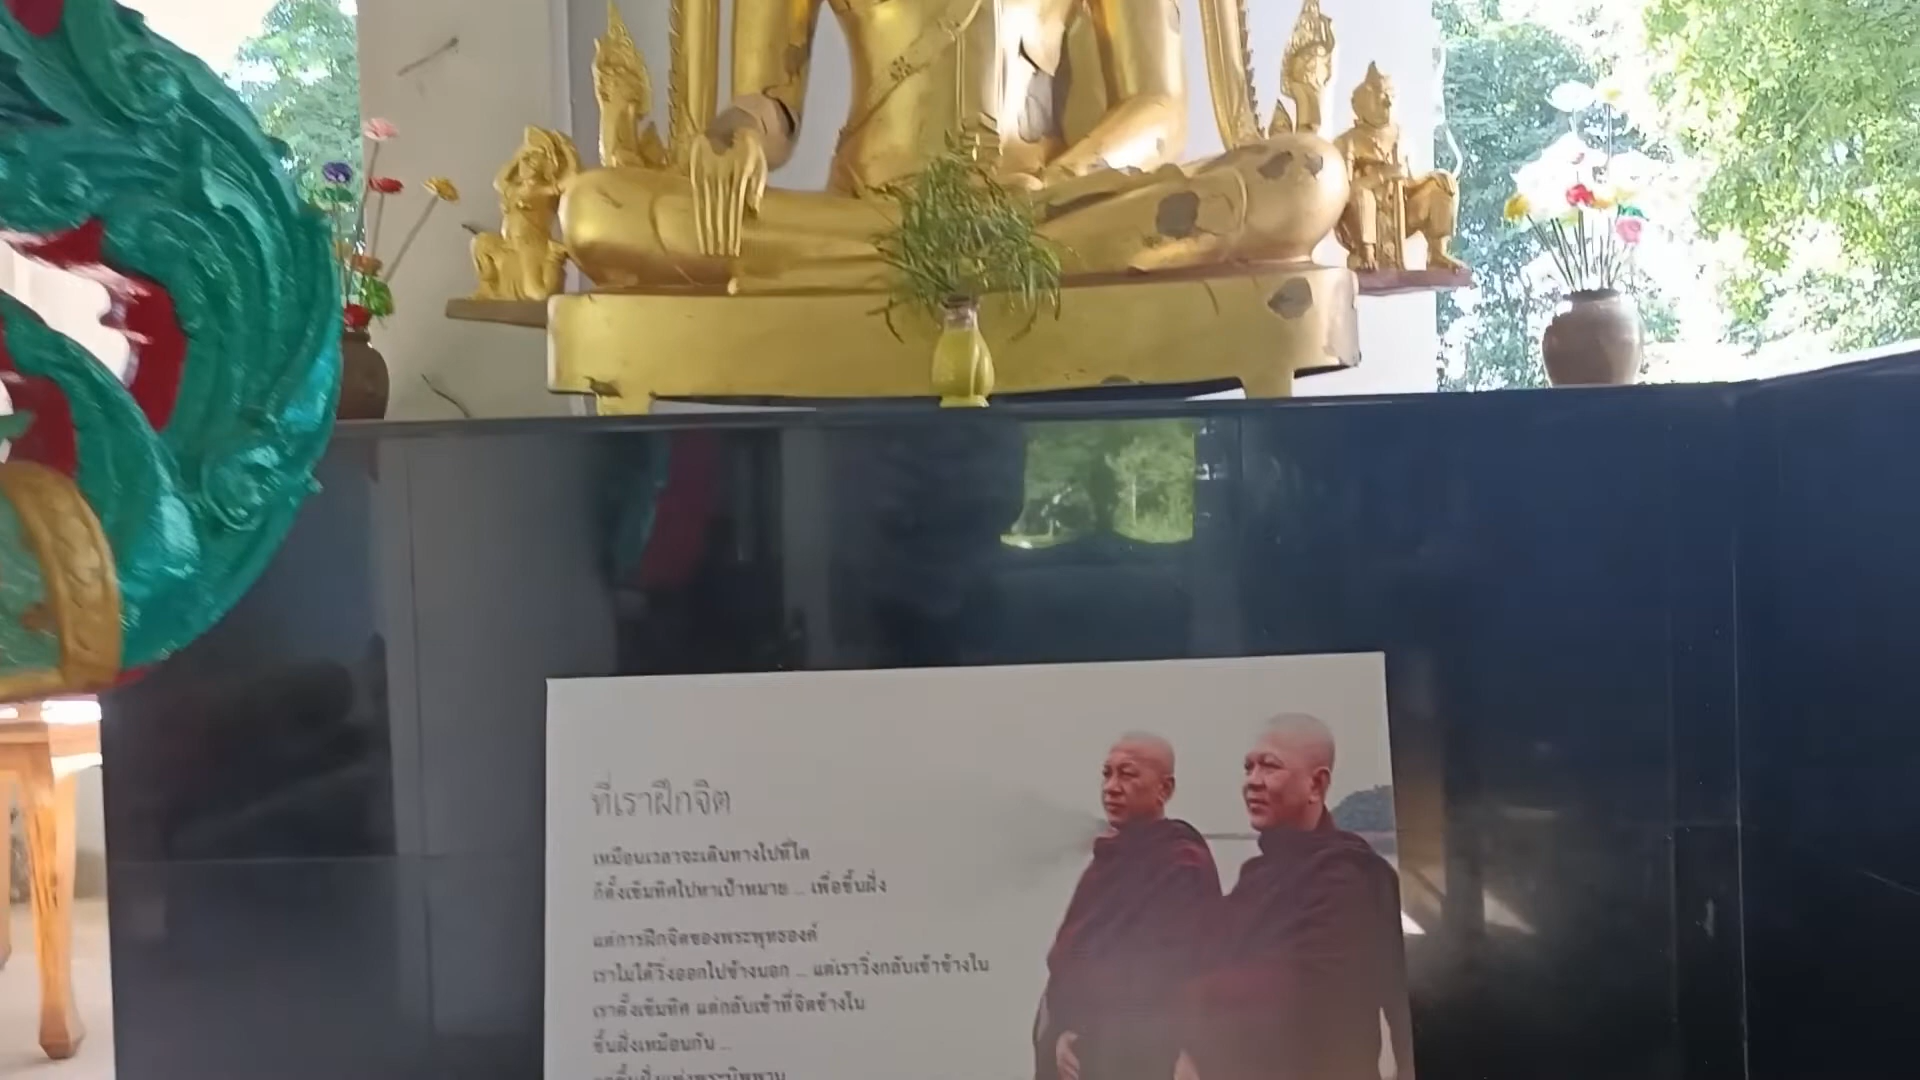 ที่เราฝึกจิต
เหมือนเวลาจะเดินทางไปที่ใด
ก็ตั้งเข็มทิศไปหาเป้าหมาย ... เพื่อขึ้นฝั่ง
แต่การฝึกจิตของพระพุทธองค์
เราไม่ได้วิ่งออกไปข้างนอก ... แต่เราวิ่งกลับเข้าข้างใน
เราตั้งเข็มทิศ แต่กลับเข้าที่จิตข้างใน
ขึ้นฝั่งเหมือนกัน ...